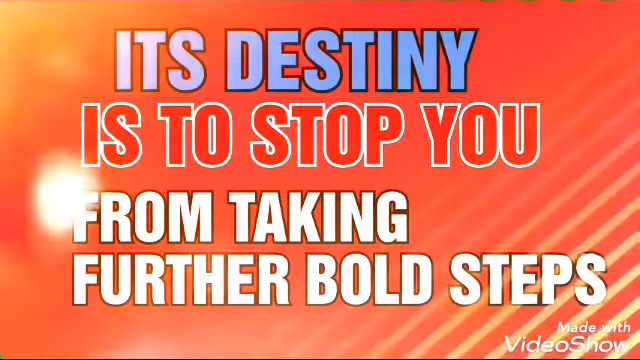 ITS DESTINY
IS TO STOP YOU
FROM TAKING
FURTHER BOLD STEPS
Made with
VideoShow